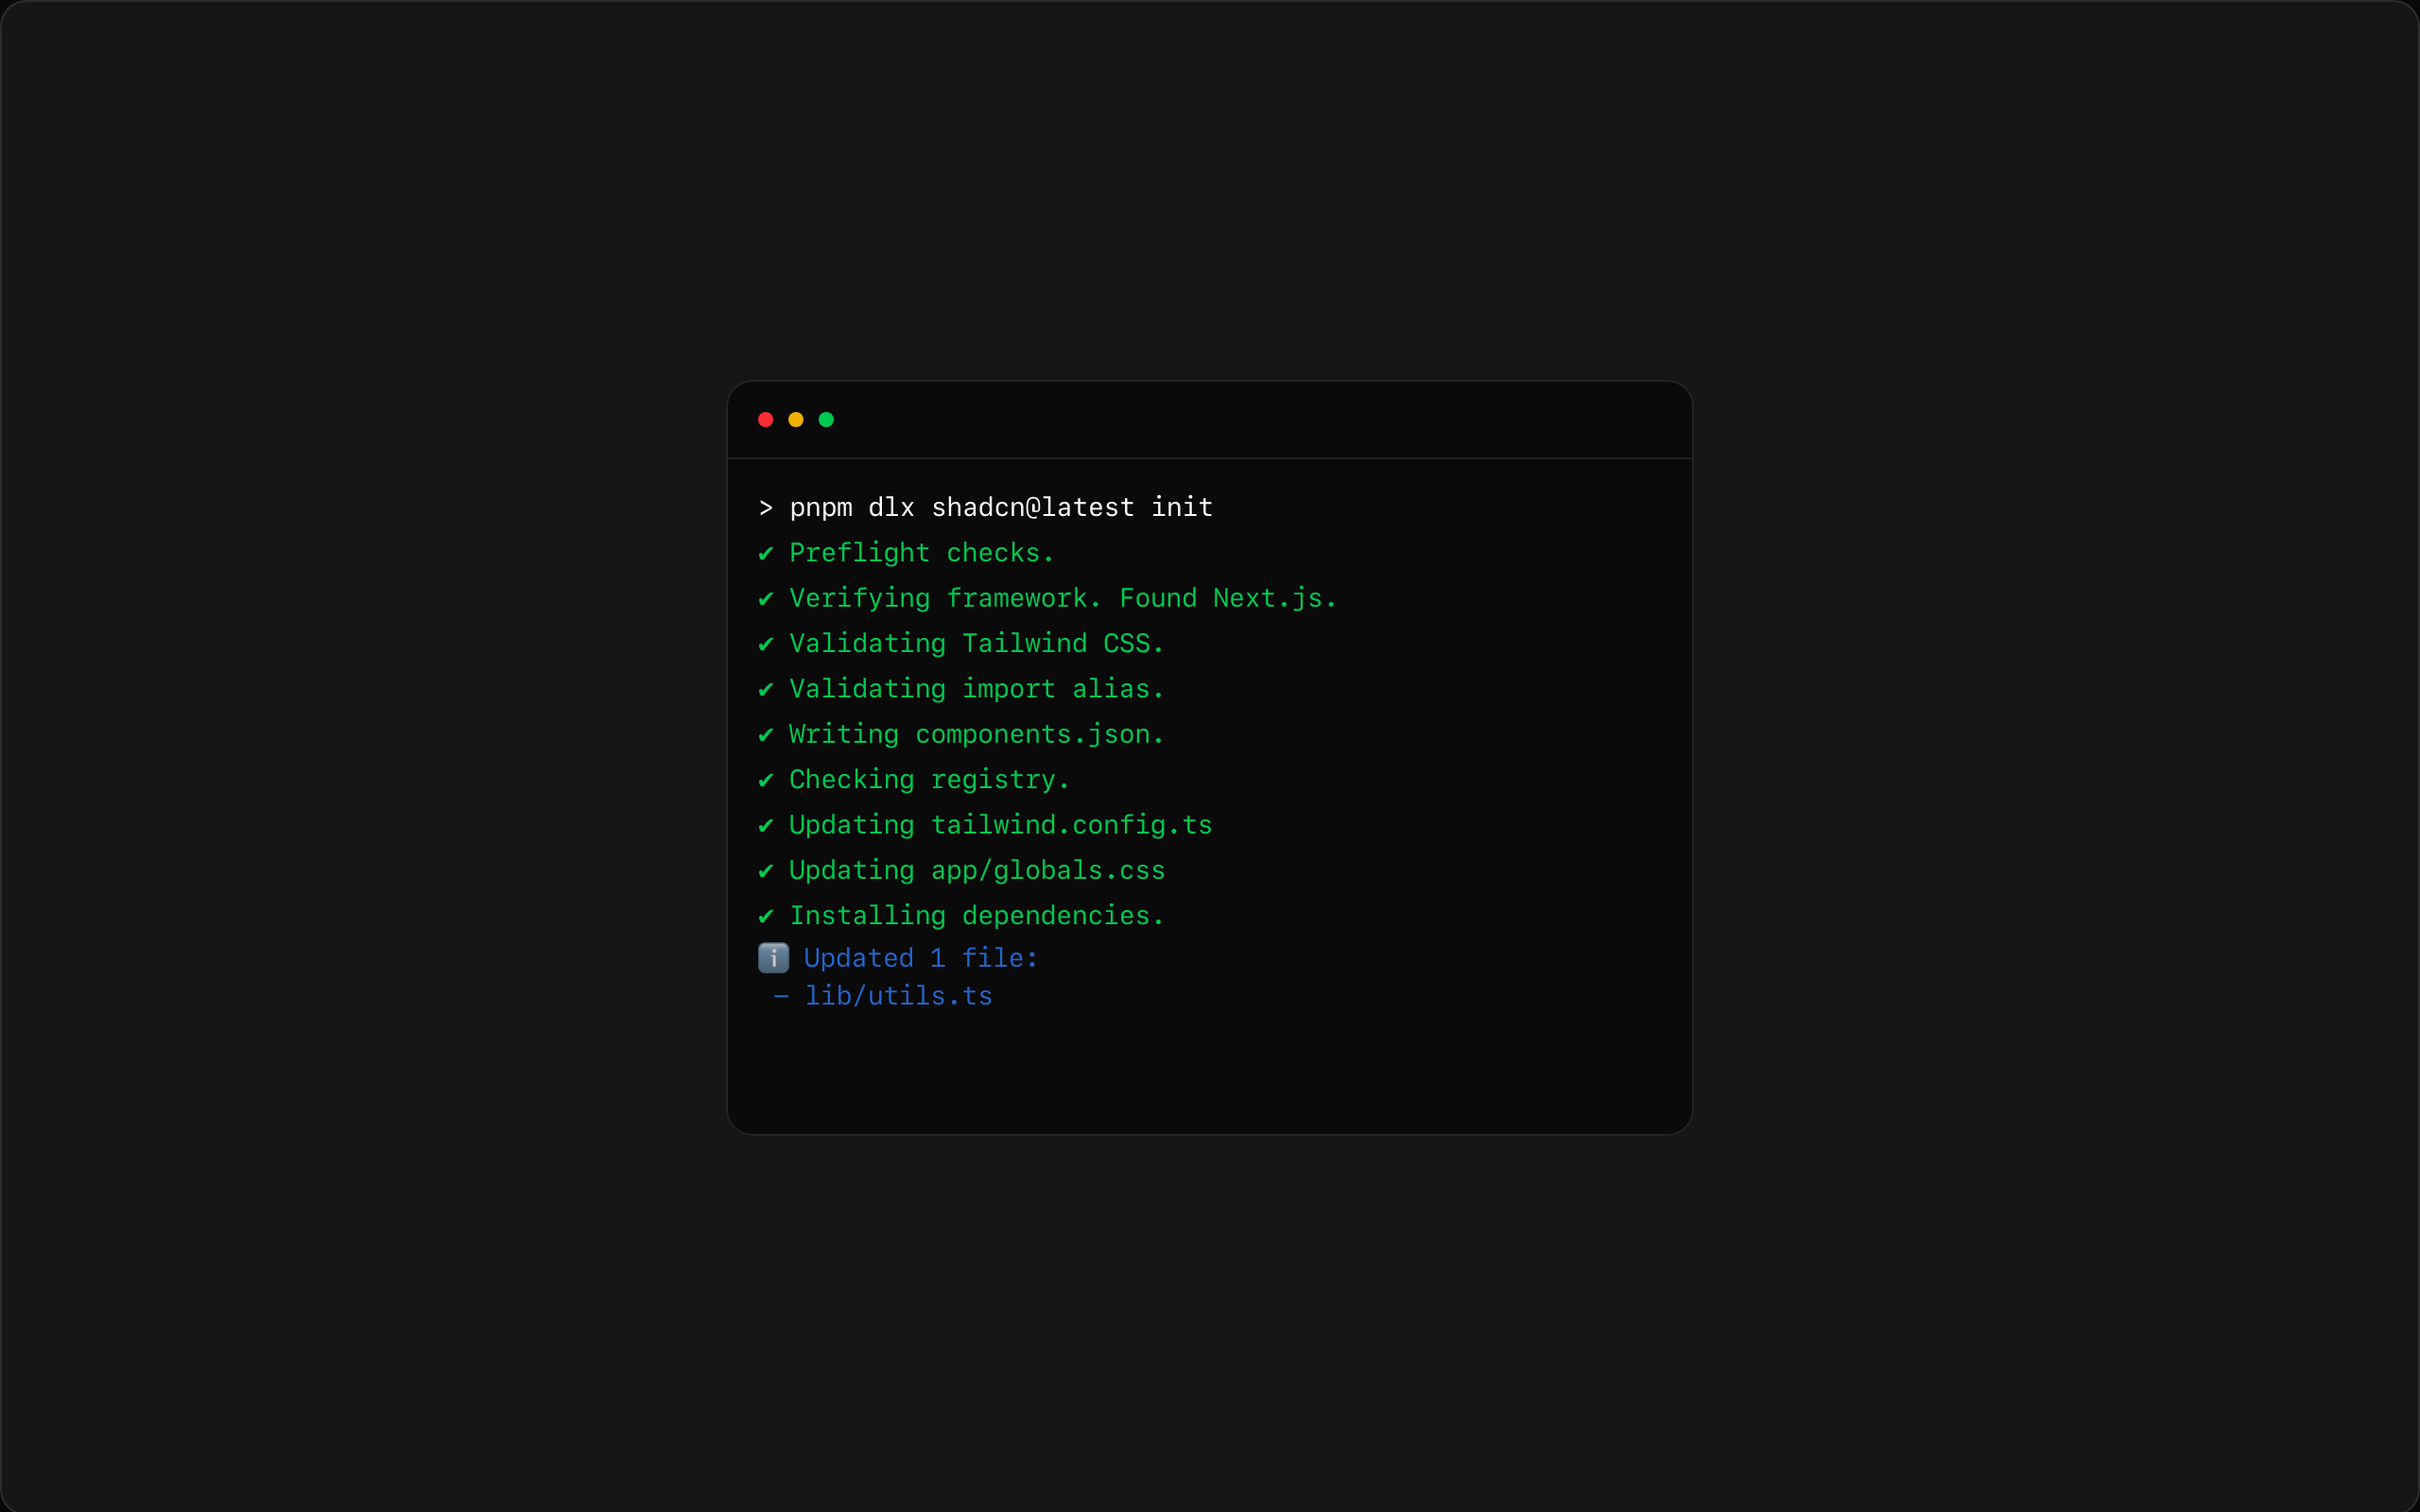 > pnpm dlx shadcn@latest init
✔ Preflight checks.
✔ Verifying framework. Found Next.js.
✔ Validating Tailwind CSS.
✔ Validating import alias.
✔ Writing components.json.
✔ Checking registry.
✔ Updating tailwind.config.ts
✔ Updating app/globals.css
✔ Installing dependencies.
ℹ️ Updated 1 file:
– lib/utils.ts